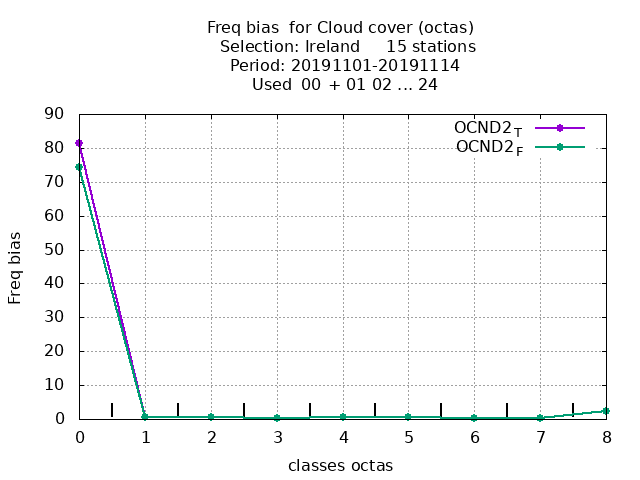 Freq bias  for Cloud cover (octas)
Selection: Ireland     15 stations
Period: 20191101-20191114
Used  00 + 01 02 ... 24
90
80
70
60
50
40
30
20
10
0
Freq bias
OCND2T
OCND2F
0 1 2 3 4 5 6 7 8
classes octas